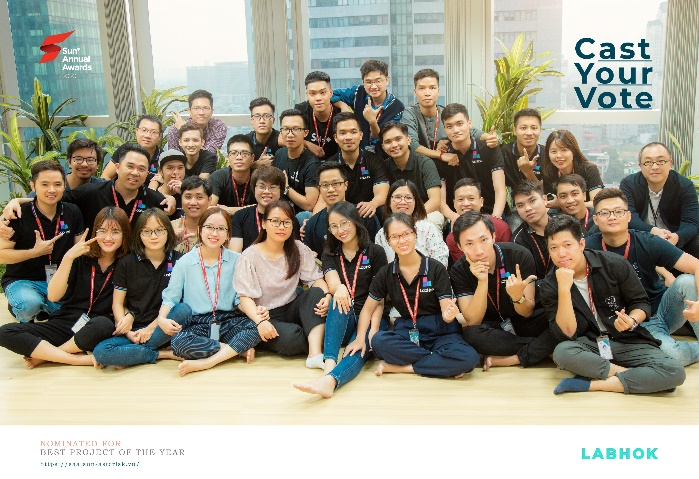 Sun*
Annual
Awards
Cast
Your
Vote
NOMINATED FOR
BEST PROJECT OF THE YEAR
LABHOK